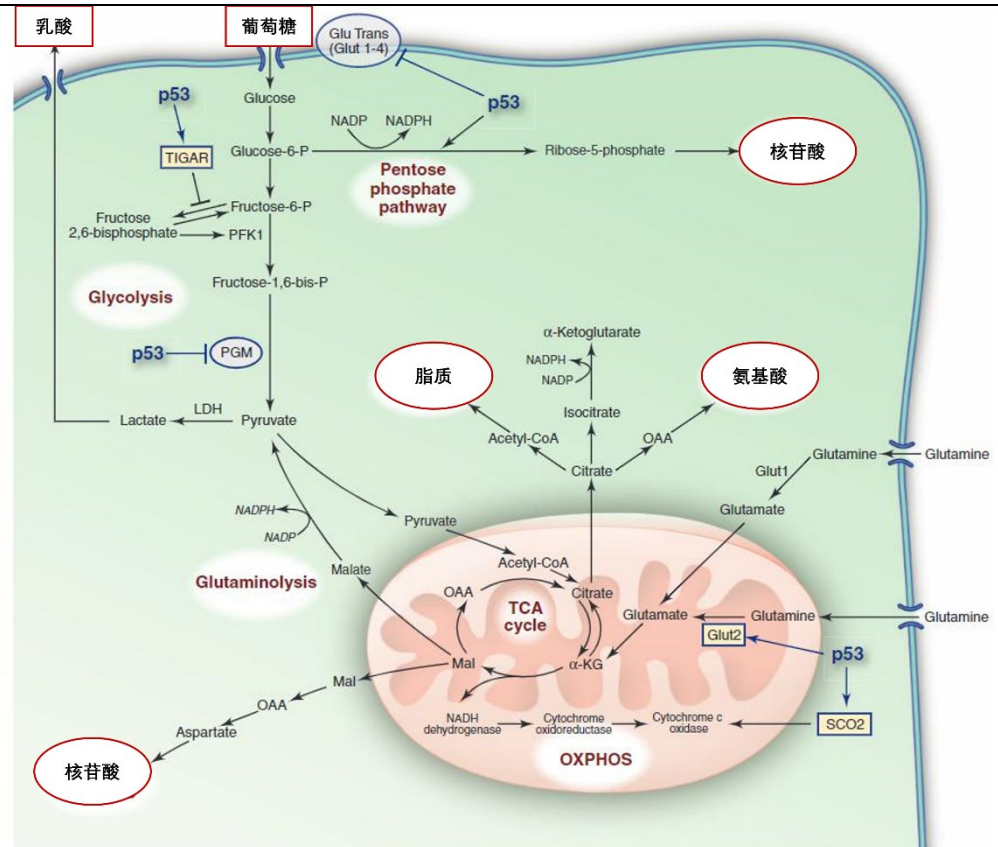 乳酸
葡萄糖
Glu Trans
(Glut 1-4)
p53
Glucose
p53
NADP
NADPH
TIGAR
Glucose-6-P
Ribose-5-phosphate
核苷酸
Pentose
phosphate
pathway
Fructose-6-P
Fructose
2,6-bisphosphate
PFK1
Fructose-1,6-bis-P
Glycolysis
p53
PGM
α-Ketoglutarate
NADPH
NADP
脂质
氨基酸
Isocitrate
LDH
Lactate
Pyruvate
Acetyl-CoA
OAA
Citrate
Glutamine
Glutamine
Glut1
Glutamate
NADPH
NADP
Pyruvate
Glutaminolysis
Malate
Acetyl-CoA
OAA
Citrate
TCA
cycle
Glutamate
Glutamine
Glutamine
Glut2
p53
Mal
α-KG
Mal
OAA
Aspartate
NADH
dehydrogenase
Cytochrome
oxidoreductase
Cytochrome c
oxidase
SCO2
OXPHOS
核苷酸